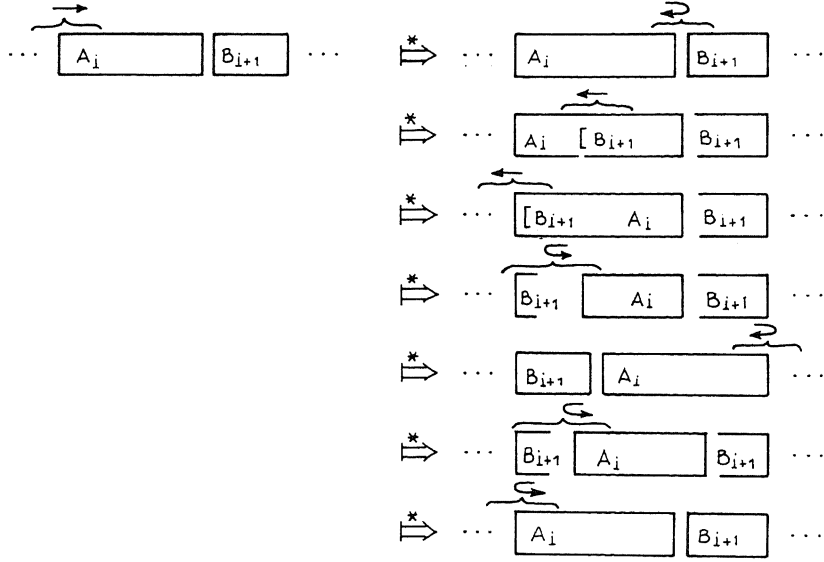 ··· A_i B_{i+1} ··· *⇒ ··· A_i B_{i+1} ···
*⇒ ··· A_i [B_{i+1} B_{i+1} ···
*⇒ ··· [B_{i+1} A_i B_{i+1} ···
*⇒ ··· B_{i+1} A_i B_{i+1} ···
*⇒ ··· B_{i+1} A_i ···
*⇒ ··· B_{i+1} A_i B_{i+1} ···
*⇒ ··· A_i B_{i+1} ···